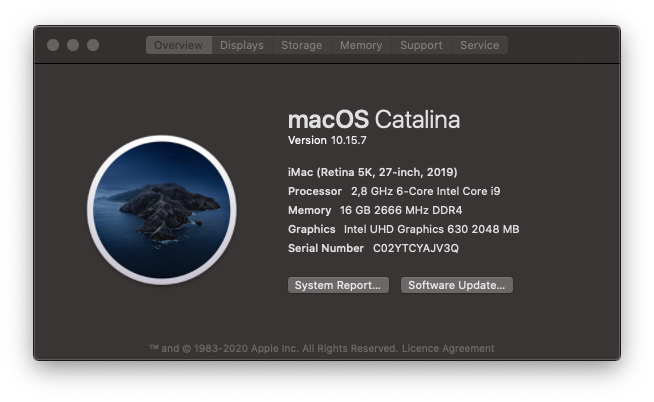 Overview Displays Storage Memory Support Service
macOS Catalina
Version 10.15.7
iMac (Retina 5K, 27-inch, 2019)
Processor 2,8 GHz 6-Core Intel Core i9
Memory 16 GB 2666 MHz DDR4
Graphics Intel UHD Graphics 630 2048 MB
Serial Number C02YTCYAJV3Q
System Report... Software Update...
™ and © 1983-2020 Apple Inc. All Rights Reserved. Licence Agreement